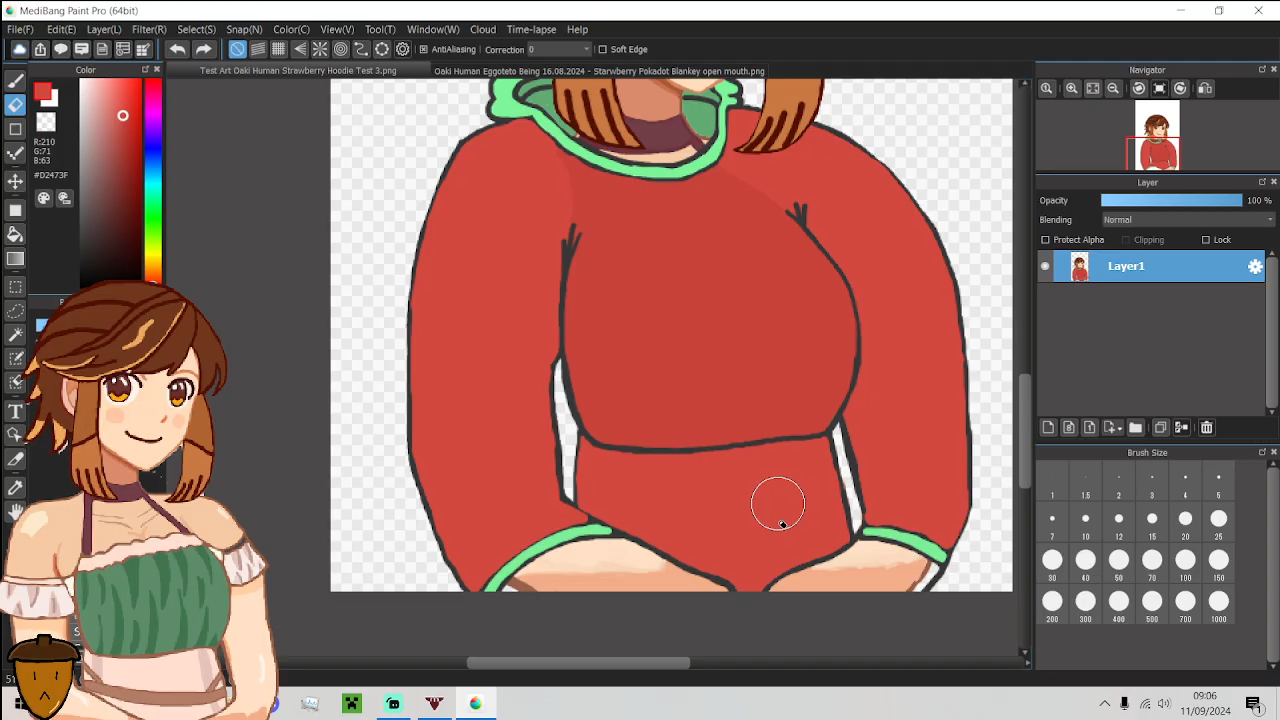 MediBang Paint Pro (64bit)
File(F) Edit(E) Layer(L) Filter(R) Select(S) Snap(N) Color(C) View(V) Tool(T) Window(W) Cloud Time-lapse Help
AntiAliasing Correction 0 Soft Edge
Color
Test Art Oaki Human Strawberry Hoodie Test 3.png
Oaki Human Eggoteto Being 16.08.2024 - Starwberry Pokadot Blankey open mouth.png
Navigator
R:210
G:71
B:63
#D2473F
Layer
Opacity 100 %
Blending Normal
Protect Alpha Clipping Lock
Layer1
Brush Size
1 1.5 2 3 4 5
7 10 12 15 20 25
30 40 50 70 100 150
200 300 400 500 700 1000
T
09:06
11/09/2024
1